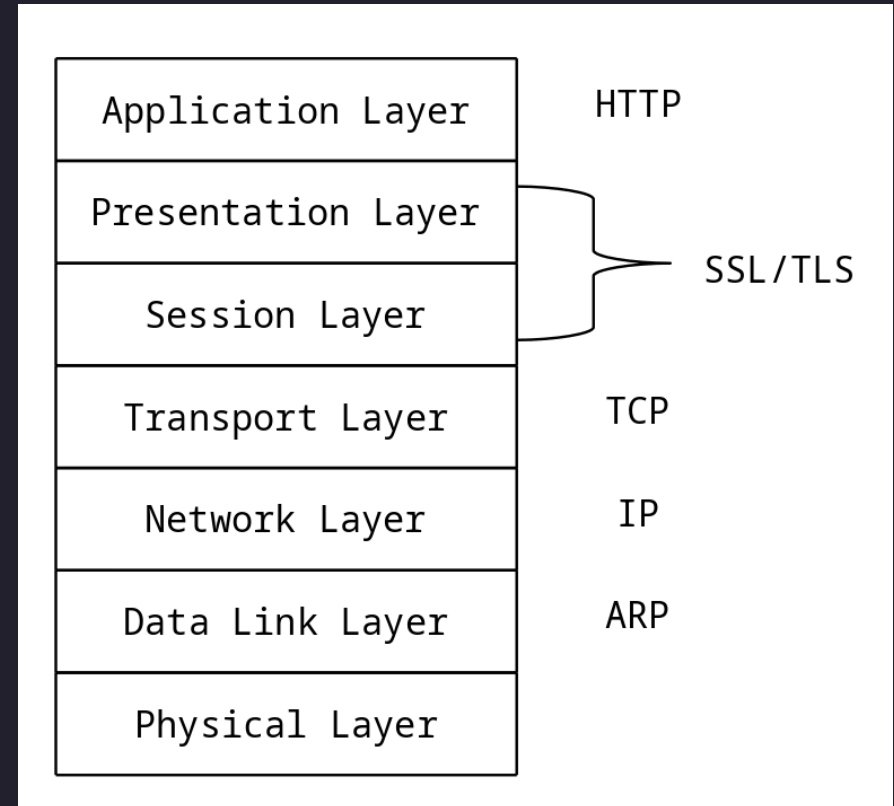 Application Layer
HTTP
Presentation Layer
SSL/TLS
Session Layer
Transport Layer
TCP
Network Layer
IP
Data Link Layer
ARP
Physical Layer